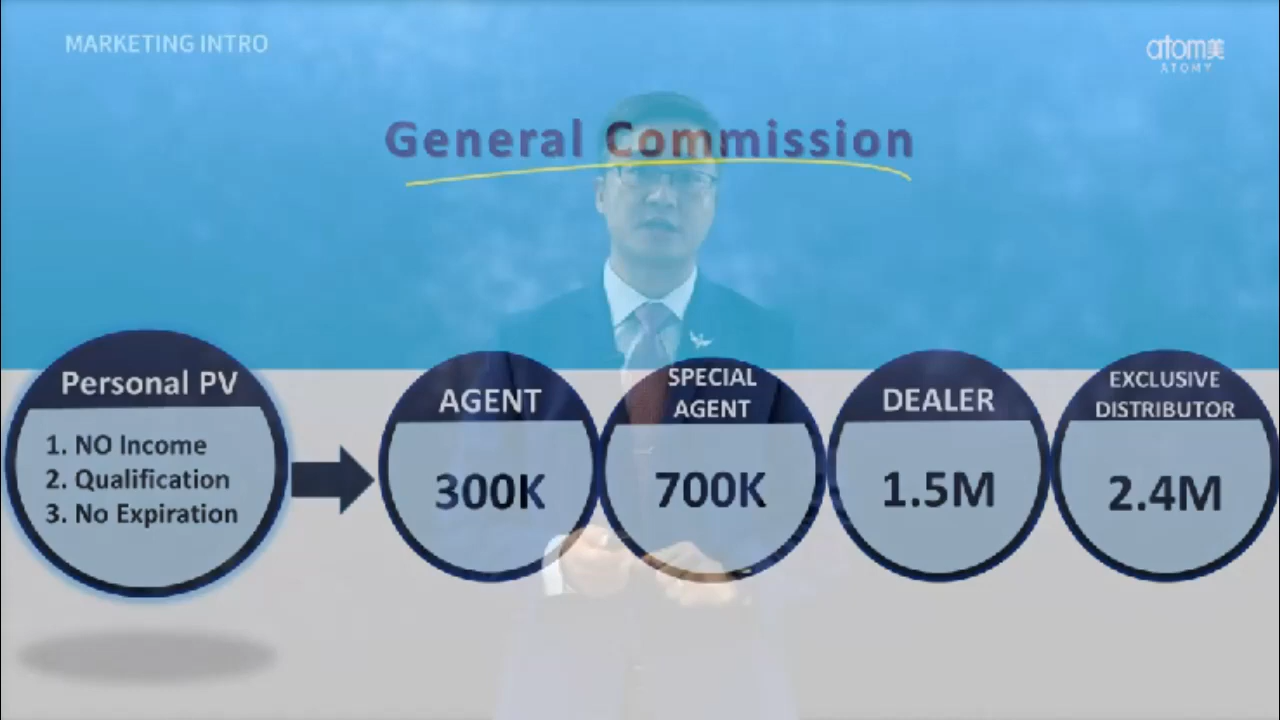 MARKETING INTRO
atom美
ATOMY
General Commission
Personal PV
1. NO Income
2. Qualification
3. No Expiration
AGENT
300K
SPECIAL
AGENT
700K
DEALER
1.5M
EXCLUSIVE
DISTRIBUTOR
2.4M